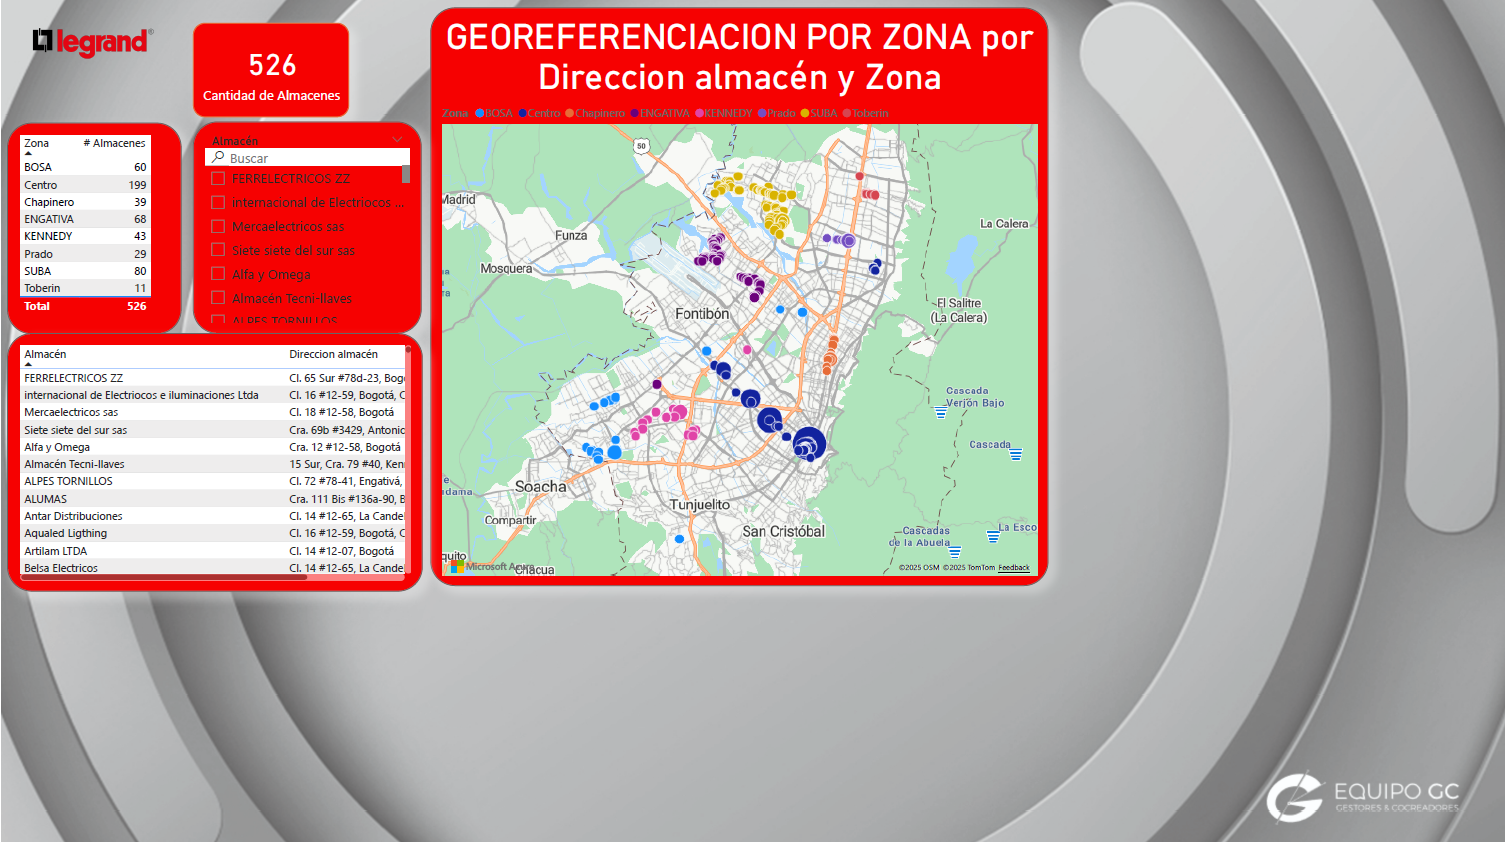 legrand®
526
Cantidad de Almacenes
Zona # Almacenes
BOSA 60
Centro 199
Chapinero 39
ENGATIVA 68
KENNEDY 43
Prado 29
SUBA 80
Toberin 11
Total 526
Almacén
Buscar
FERRELECTRICOS ZZ
internacional de Electriocos ...
Mercaelectricos sas
Siete siete del sur sas
Alfa y Omega
Almacén Tecni-llaves
ALPES TORNILLOS
Almacén Direccion almacén
FERRELECTRICOS ZZ Cl. 65 Sur #78d-23, Bog
internacional de Electriocos e iluminaciones Ltda Cl. 16 #12-59, Bogotá, C
Mercaelectricos sas Cl. 18 #12-58, Bogotá
Siete siete del sur sas Cra. 69b #3429, Antonio
Alfa y Omega Cra. 12 #12-58, Bogotá
Almacén Tecni-llaves 15 Sur, Cra. 79 #40, Ken
ALPES TORNILLOS Cl. 72 #78-41, Engativá,
ALUMAS Cra. 111 Bis #136a-90, B
Antar Distribuciones Cl. 14 #12-65, La Candel
Aqualed Ligthing Cl. 16 #12-59, Bogotá, C
Artilam LTDA Cl. 14 #12-07, Bogotá
Belsa Electricos Cl. 14 #12-65, La Candel
GEOREFERENCIACION POR ZONA por
Direccion almacén y Zona
Zona BOSA Centro Chapinero ENGATIVA KENNEDY Prado SUBA Toberin
50
Madrid
Funza
Mosquera
La Calera
Fontibón
El Salitre
(La Calera)
Cascada
Verjón Bajo
Cascada
Soacha
Compartir
Tunjuelito
San Cristóbal
Cascadas
de la Abuela
La Esco
quito
Chacua
Microsoft Azure
©2025 OSM ©2025 TomTom Feedback
EQUIPO GC
GESTORES & COCREADORES